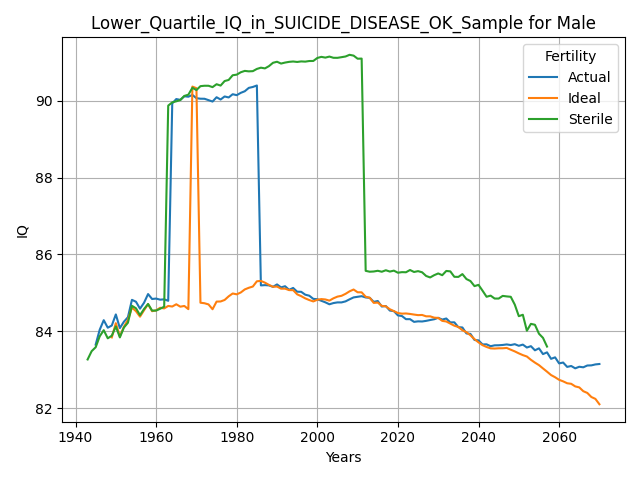 Lower_Quartile_IQ_in_SUICIDE_DISEASE_OK_Sample for Male
Fertility
Actual
Ideal
Sterile
90
88
86
84
82
IQ
1940
1960
1980
2000
2020
2040
2060
Years